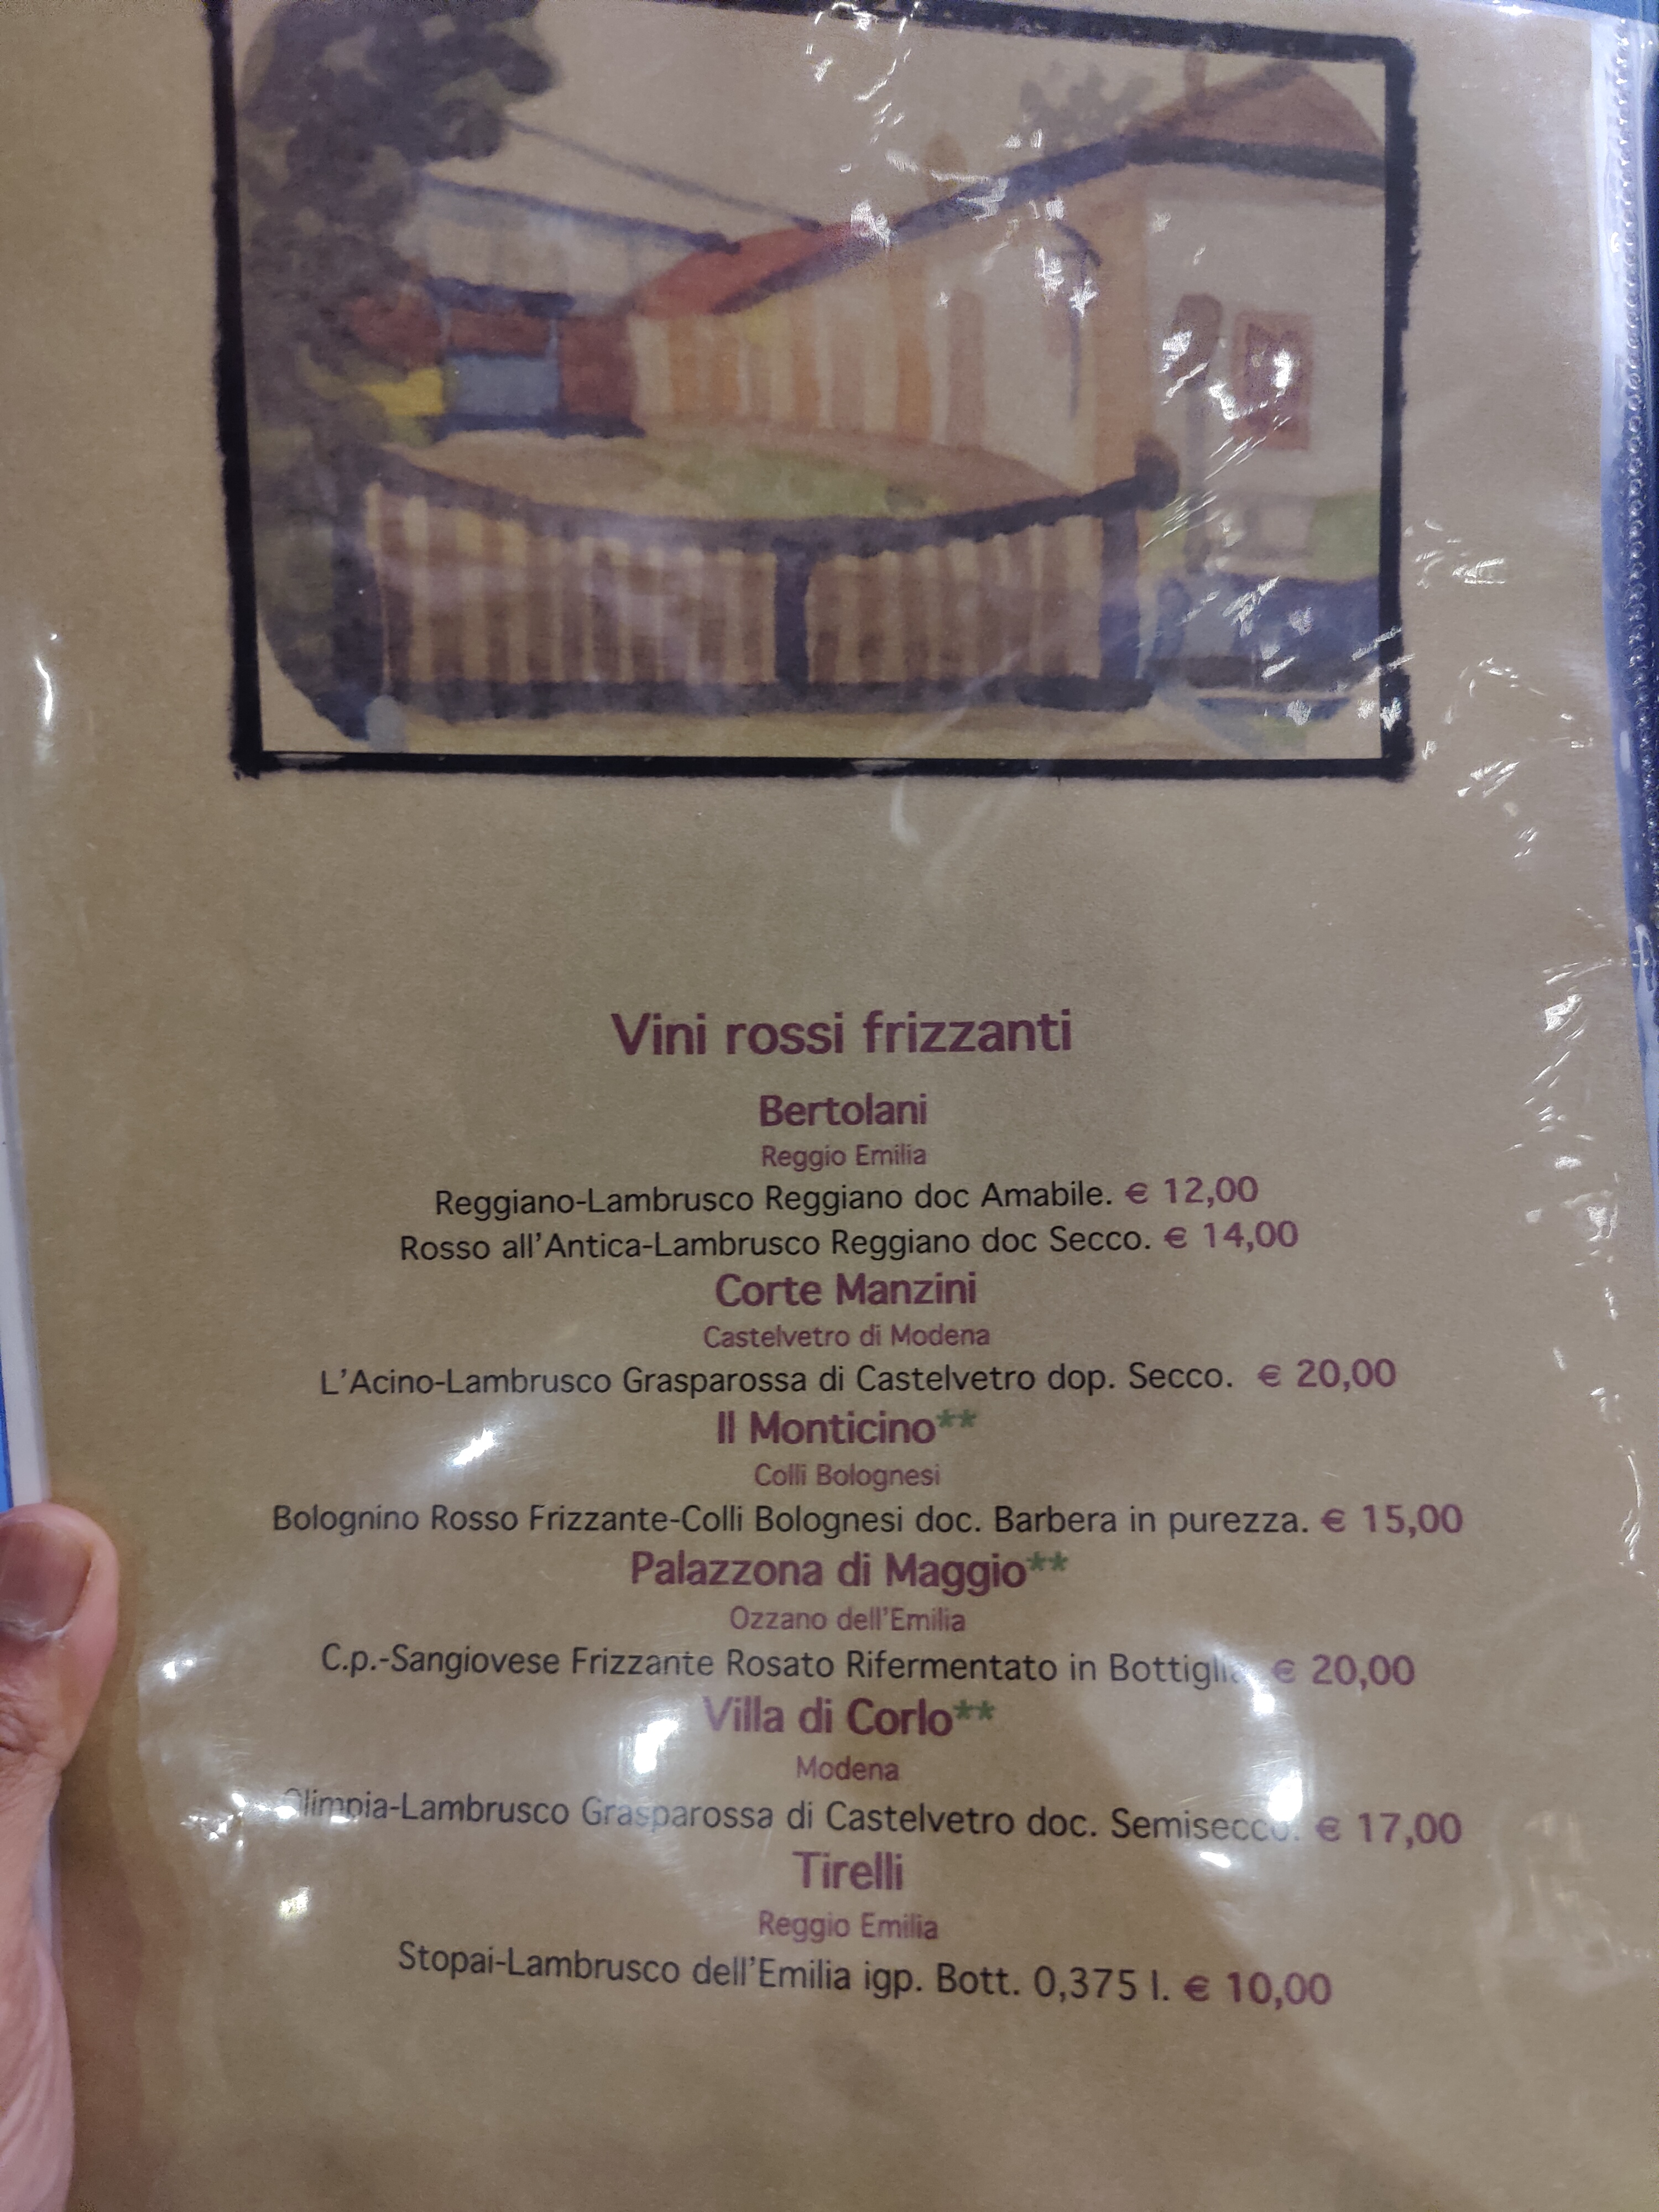 Vini rossi frizzanti
Bertolani
Reggio Emilia
Reggiano-Lambrusco Reggiano doc Amabile. € 12,00
Rosso all'Antica-Lambrusco Reggiano doc Secco. € 14,00
Corte Manzini
Castelvetro di Modena
L'Acino-Lambrusco Grasparossa di Castelvetro dop. Secco. € 20,00
Il Monticino**
Colli Bolognesi
Bolognino Rosso Frizzante-Colli Bolognesi doc. Barbera in purezza. € 15,00
Palazzona di Maggio**
Ozzano dell'Emilia
C.p.-Sangiovese Frizzante Rosato Rifermentato in Bottiglia. € 20,00
Villa di Corlo**
Modena
Olimpia-Lambrusco Grasparossa di Castelvetro doc. Semisecco. € 17,00
Tirelli
Reggio Emilia
Stopai-Lambrusco dell'Emilia igp. Bott. 0,375 l. € 10,00